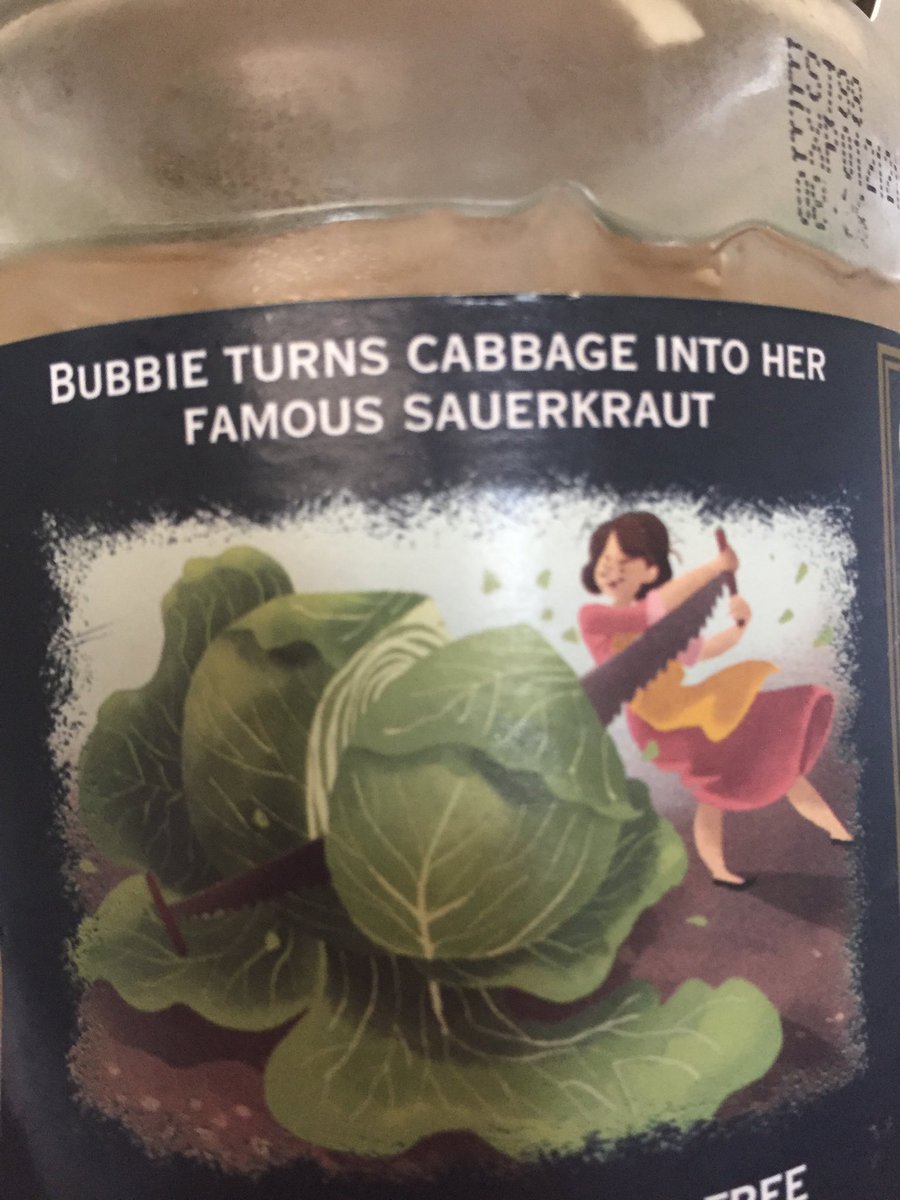 BUBBIE TURNS CABBAGE INTO HER
FAMOUS SAUERKRAUT